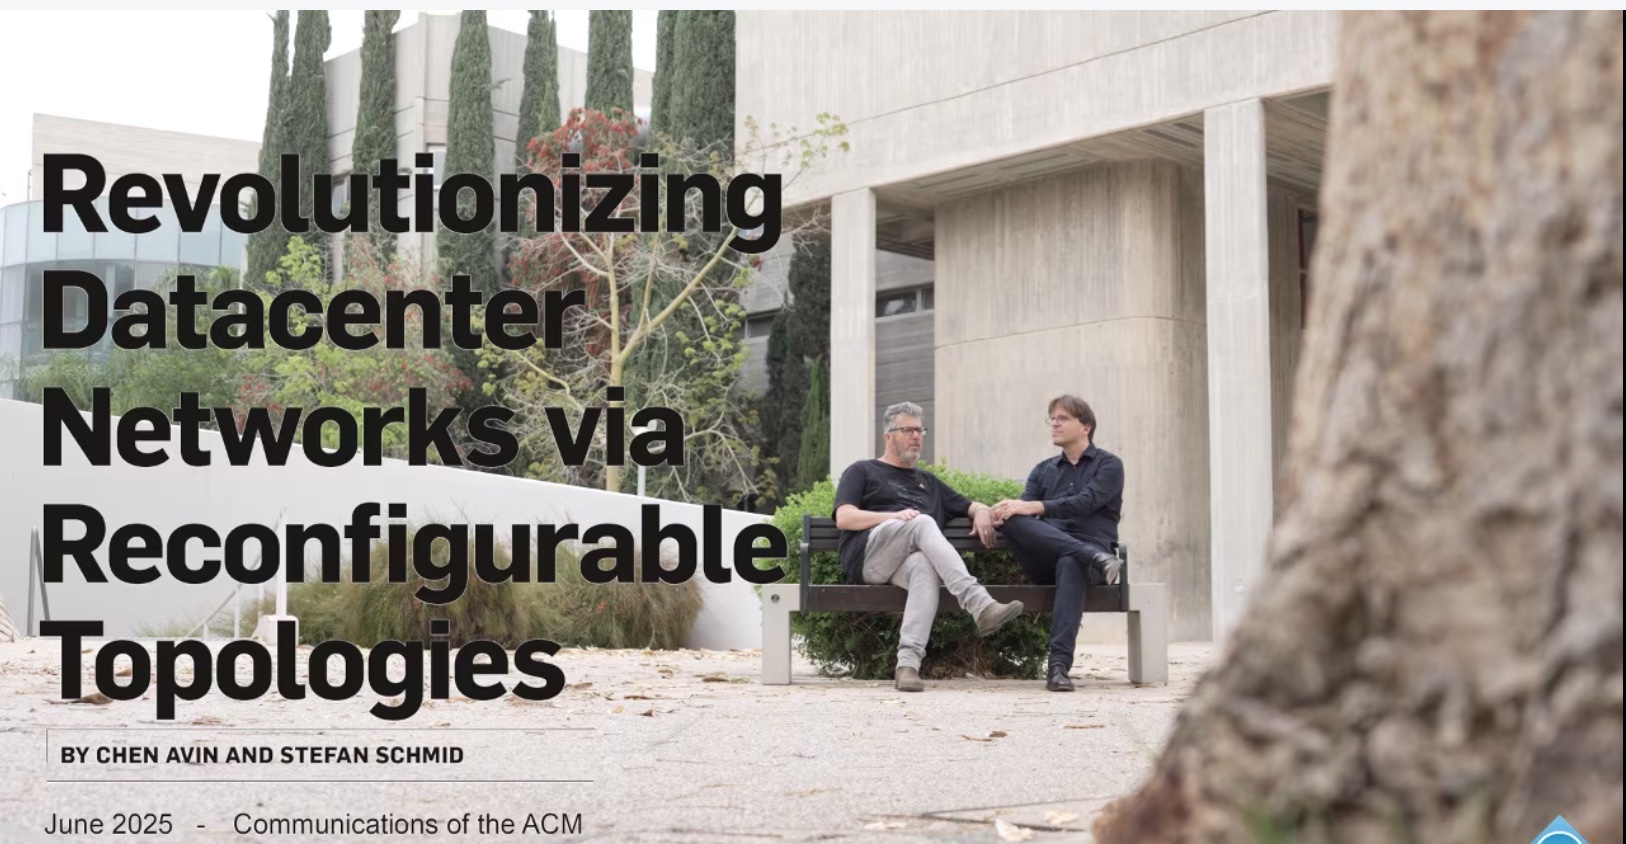 Revolutionizing
Datacenter
Networks via
Reconfigurable
Topologies
BY CHEN AVIN AND STEFAN SCHMID
June 2025 - Communications of the ACM